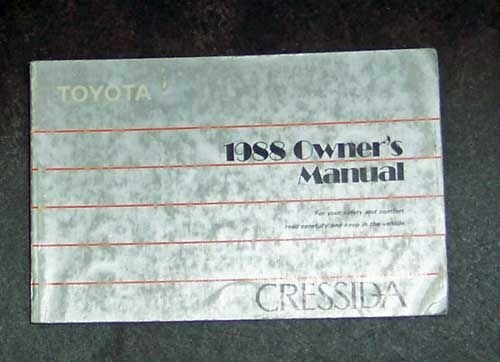 TOYOTA
1988 Owner's
Manual
For your safety and comfort,
read carefully and keep in the vehicle.
CRESSIDA